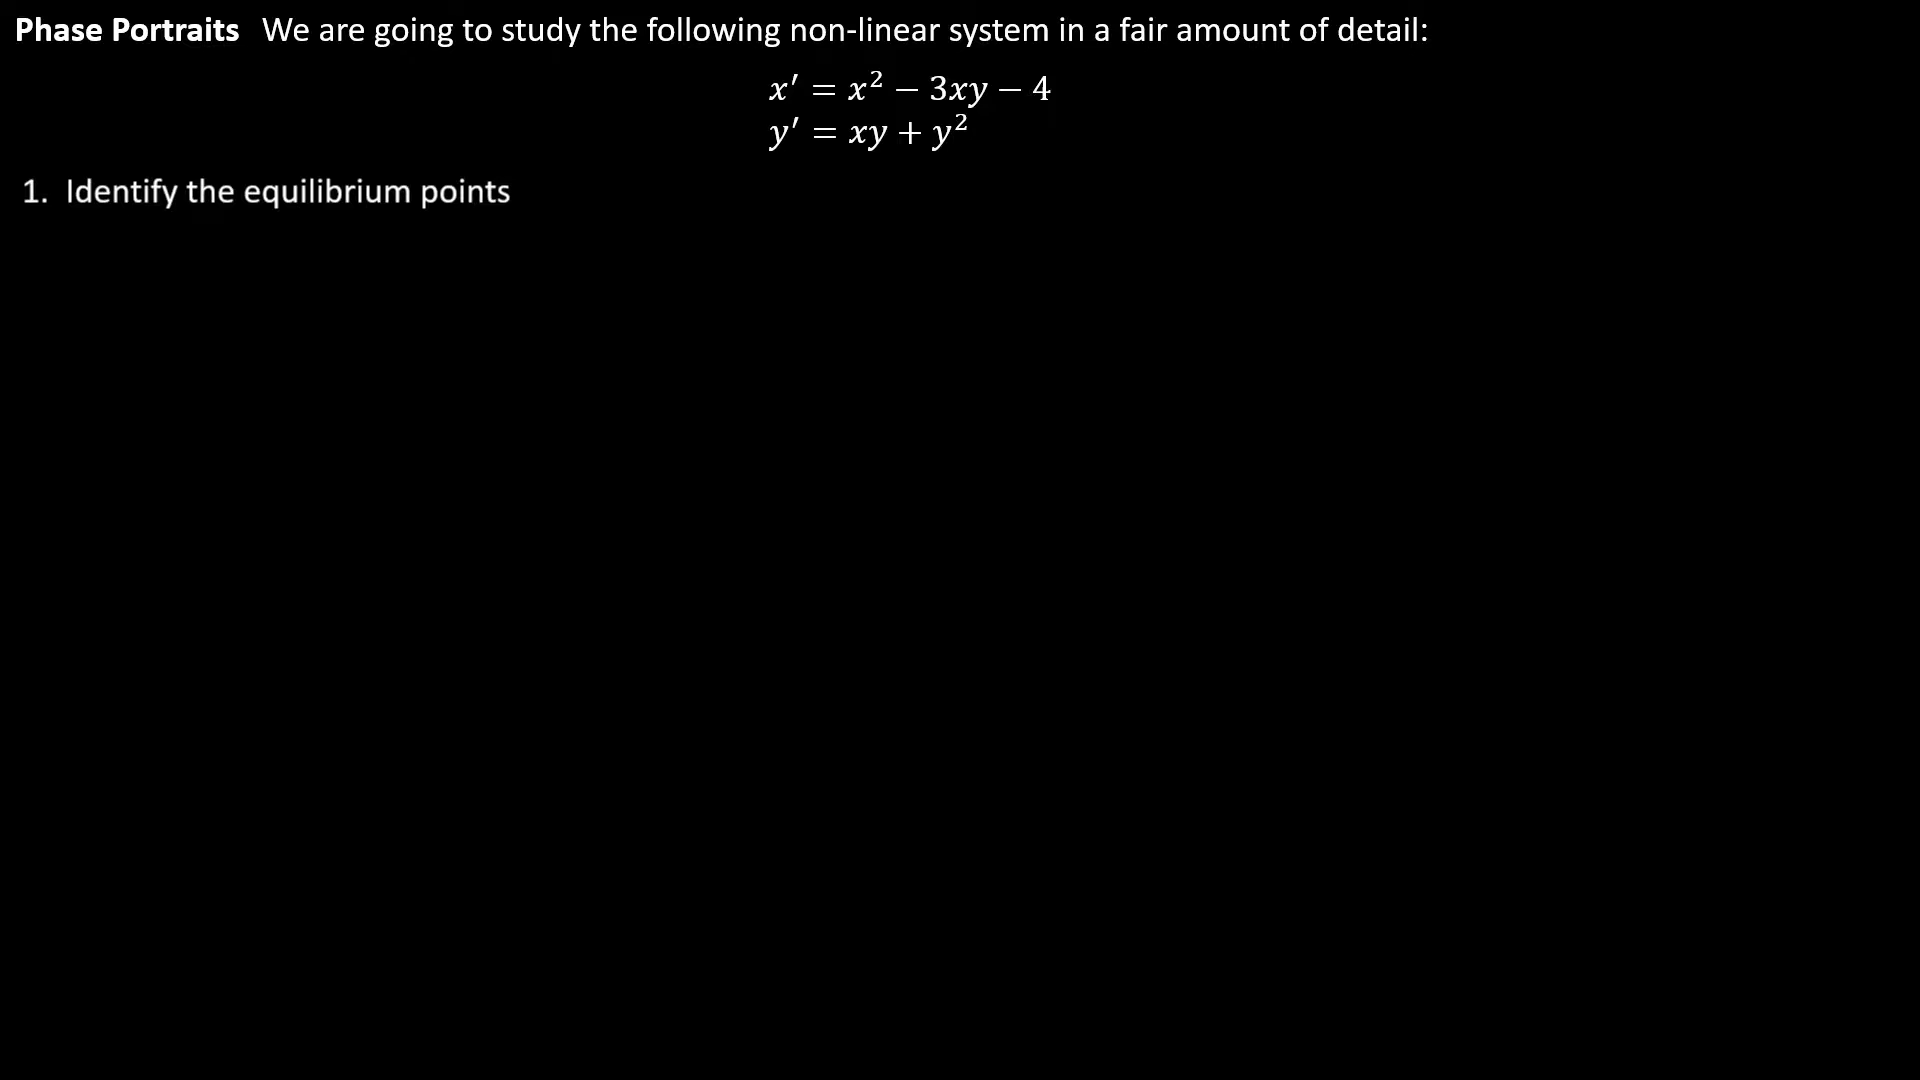 Phase Portraits We are going to study the following non-linear system in a fair amount of detail:
x′ = x² − 3xy − 4
y′ = xy + y²
1. Identify the equilibrium points